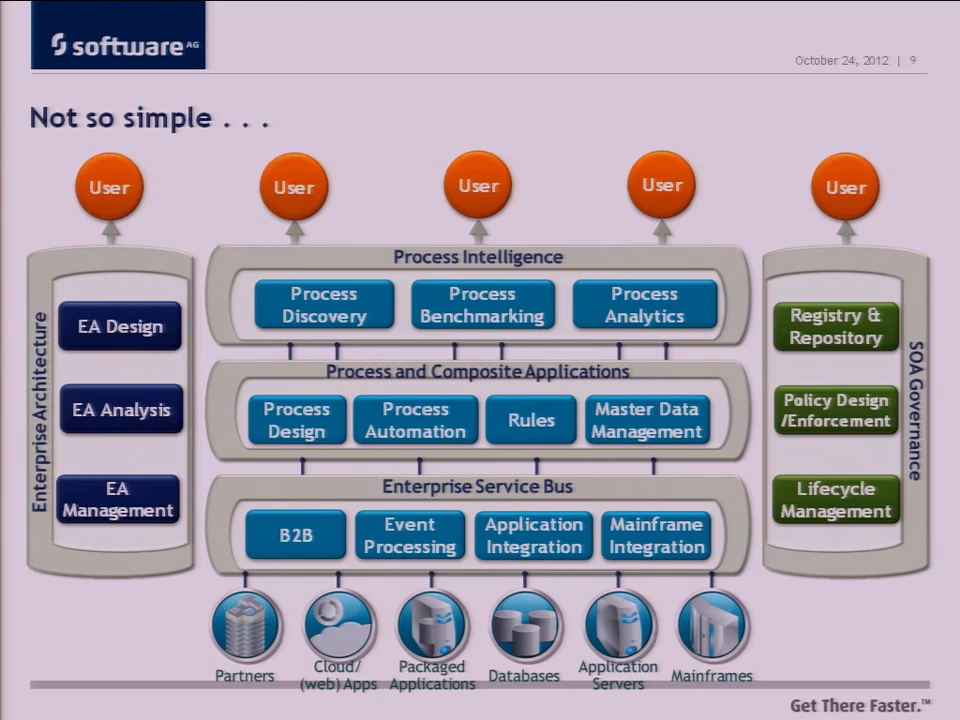 software AG
October 24, 2012 | 9
Not so simple . . .
User
User
User
User
User
Enterprise Architecture
EA Design
EA Analysis
EA
Management
Process Intelligence
Process
Discovery
Process
Benchmarking
Process
Analytics
Process and Composite Applications
Process
Design
Process
Automation
Rules
Master Data
Management
Enterprise Service Bus
B2B
Event
Processing
Application
Integration
Mainframe
Integration
SOA Governance
Registry &
Repository
Policy Design
/Enforcement
Lifecycle
Management
Partners
Cloud/
(web) Apps
Packaged
Applications
Databases
Application
Servers
Mainframes
Get There Faster.™